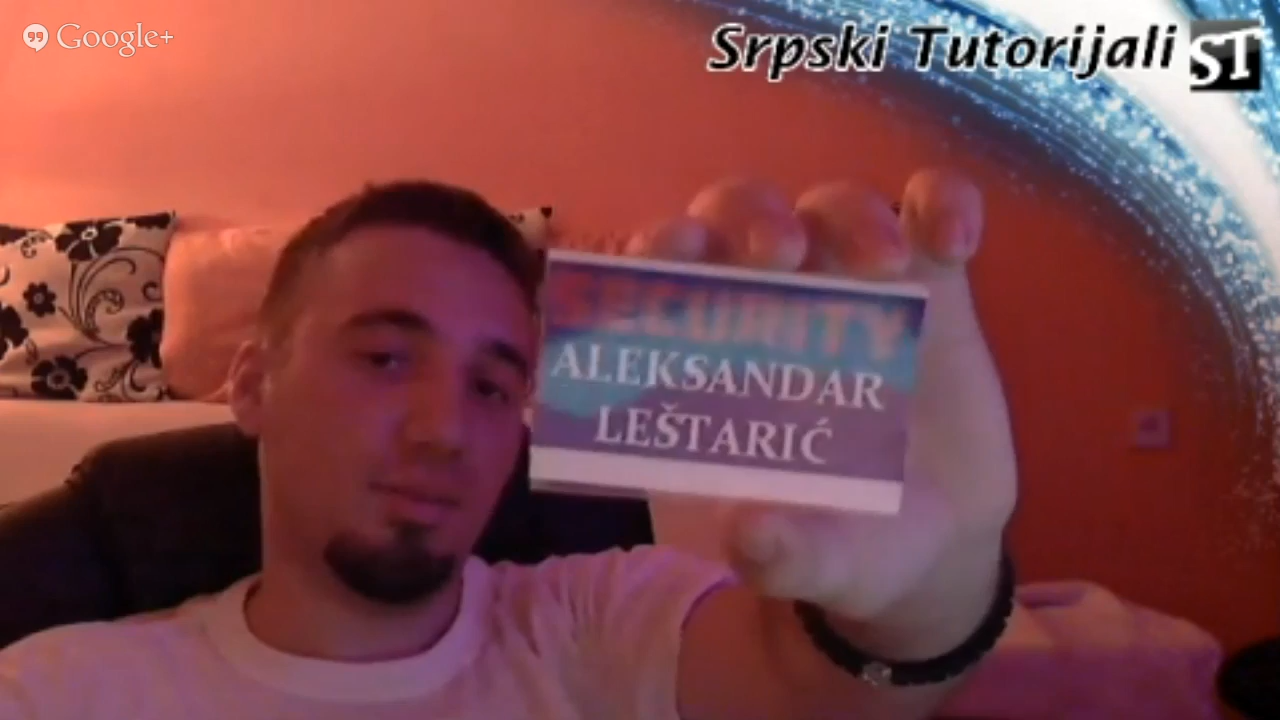 Google+
Srpski Tutorijali ST
SECURITY
ALEKSANDAR
LEŠTARIĆ